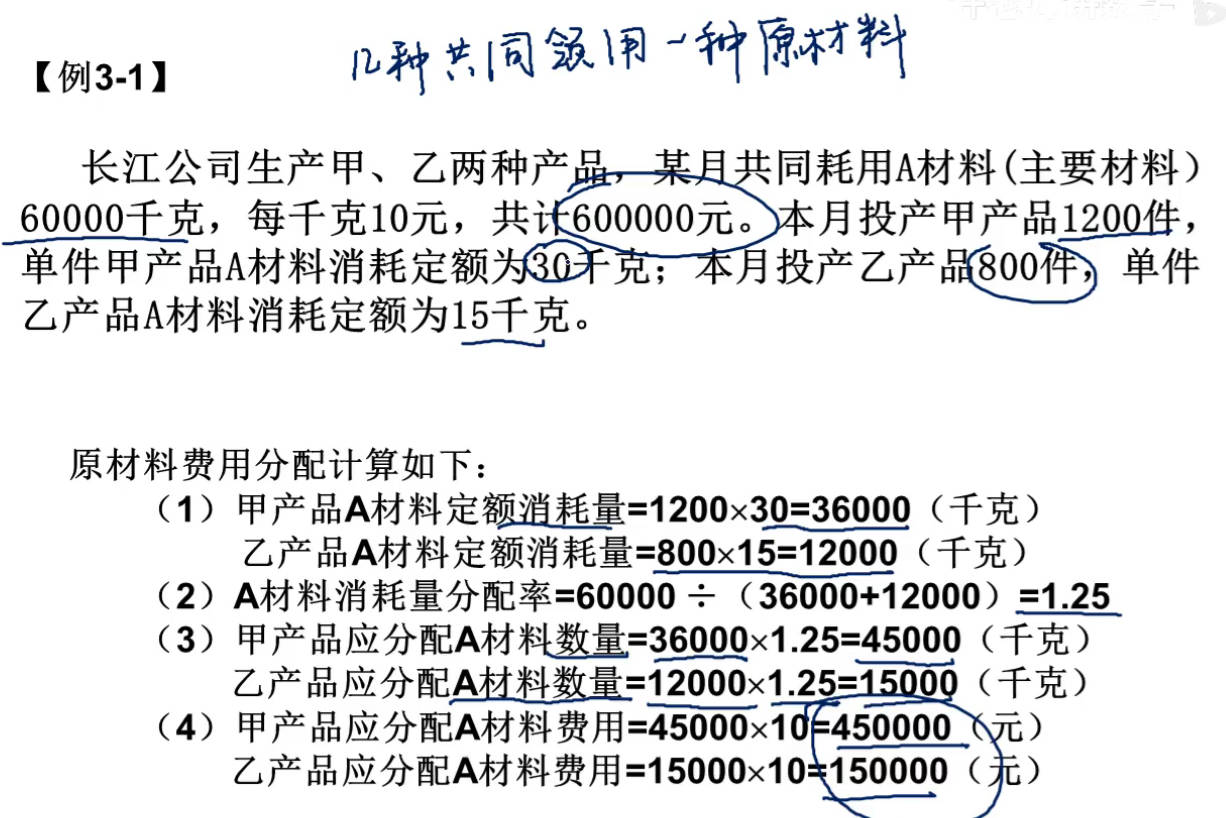 几种共同领用一种原材料
【例3-1】
长江公司生产甲、乙两种产品，某月共同耗用A材料(主要材料)
60000千克，每千克10元，共计600000元。本月投产甲产品1200件，
单件甲产品A材料消耗定额为30千克；本月投产乙产品800件，单件
乙产品A材料消耗定额为15千克。
原材料费用分配计算如下：
（1）甲产品A材料定额消耗量=1200×30=36000（千克）
乙产品A材料定额消耗量=800×15=12000（千克）
（2）A材料消耗量分配率=60000÷（36000+12000）=1.25
（3）甲产品应分配A材料数量=36000×1.25=45000（千克）
乙产品应分配A材料数量=12000×1.25=15000（千克）
（4）甲产品应分配A材料费用=45000×10=450000（元）
乙产品应分配A材料费用=15000×10=150000（元）